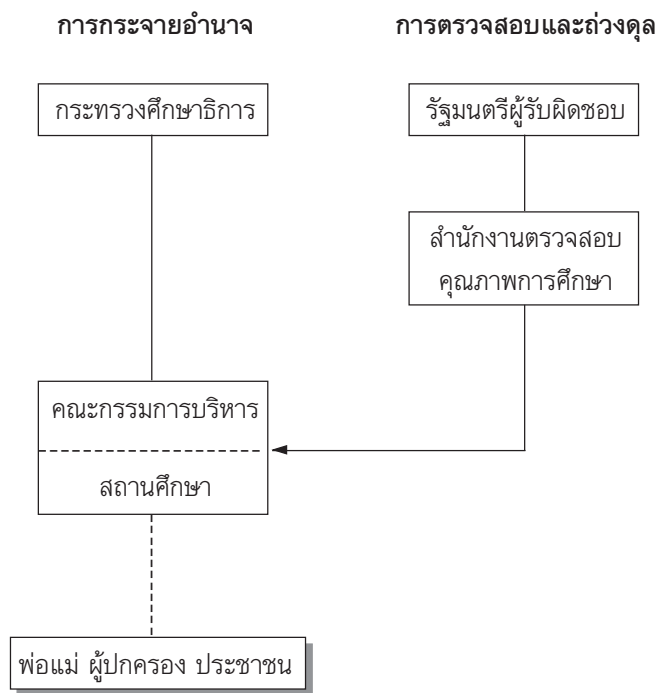 การกระจายอำนาจ
การตรวจสอบและถ่วงดุล
กระทรวงศึกษาธิการ
รัฐมนตรีผู้รับผิดชอบ
สำนักงานตรวจสอบ
คุณภาพการศึกษา
คณะกรรมการบริหาร
สถานศึกษา
พ่อแม่ ผู้ปกครอง ประชาชน